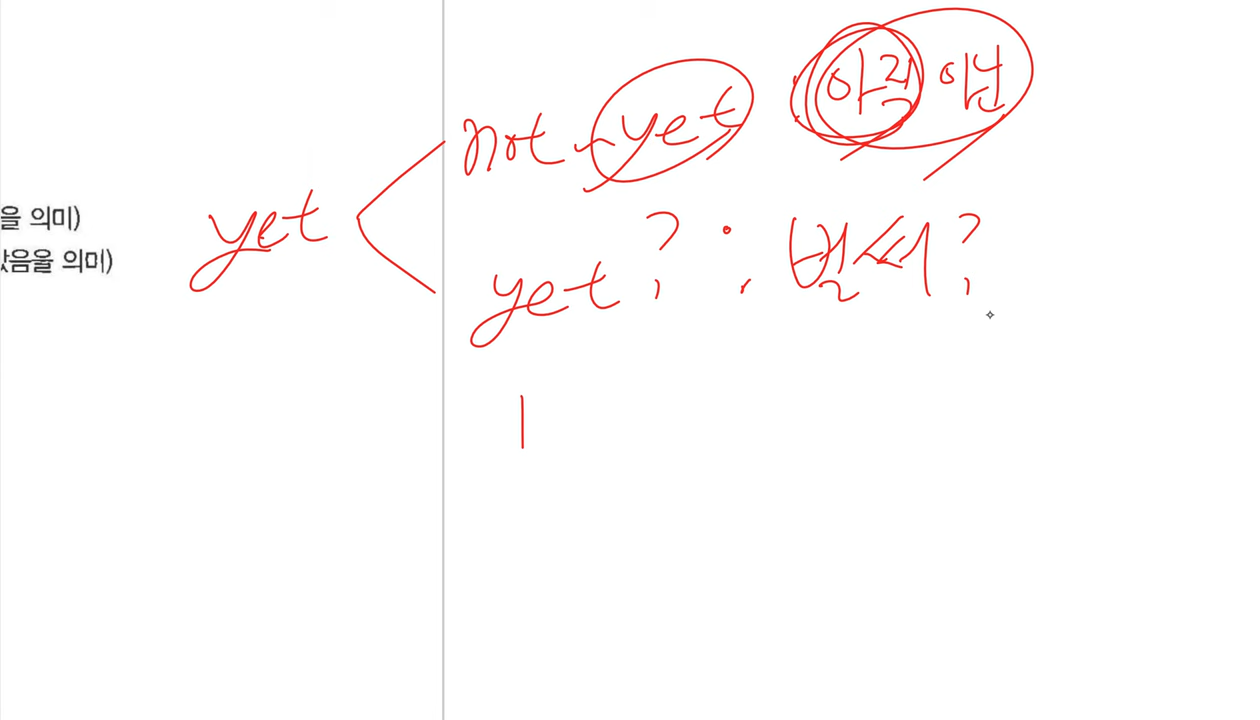 not ~ yet 아직 아닌
을 의미)
yet
yet? : 벌써?
았음을 의미)